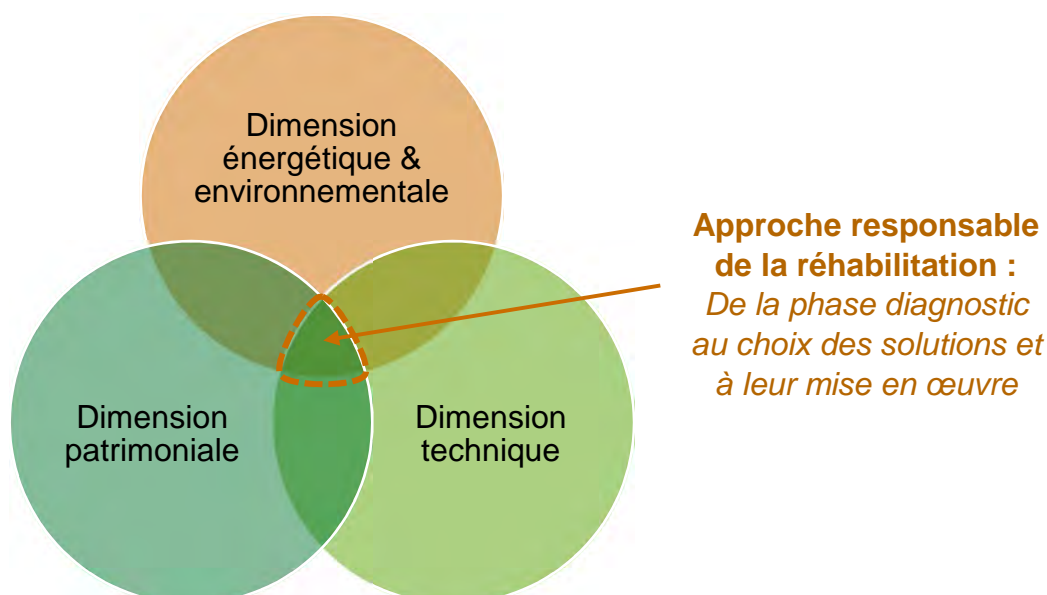 Dimension
énergétique &
environnementale
Dimension
patrimoniale
Dimension
technique
Approche responsable
de la réhabilitation :
De la phase diagnostic
au choix des solutions et
à leur mise en œuvre